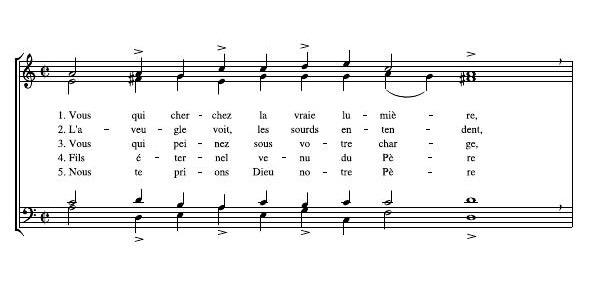 1. Vous qui cher - chez la vraie lu - miè - re,
2. L'a - veu - gle voit, les sourds en - ten - dent,
3. Vous qui pei - nez sous vo - tre char - ge,
4. Fils é - ter - nel ve - nu du Pè - re
5. Nous te pri - ons Dieu no - tre Pè - re